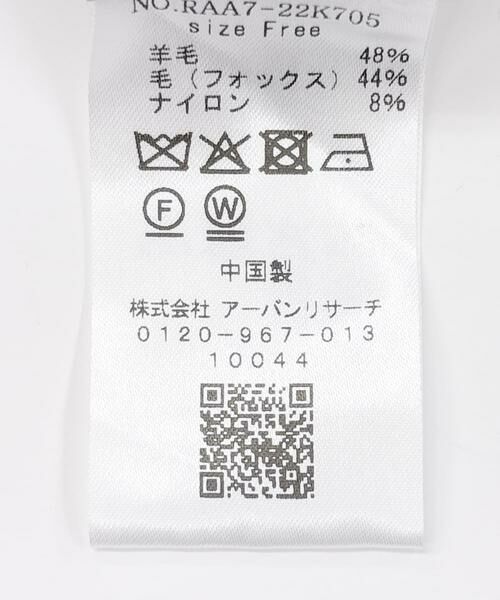 NO.RAA7-22K705
size Free
羊毛 48%
毛（フォックス） 44%
ナイロン 8%
F W
中国製
株式会社 アーバンリサーチ
0120-967-013
10044